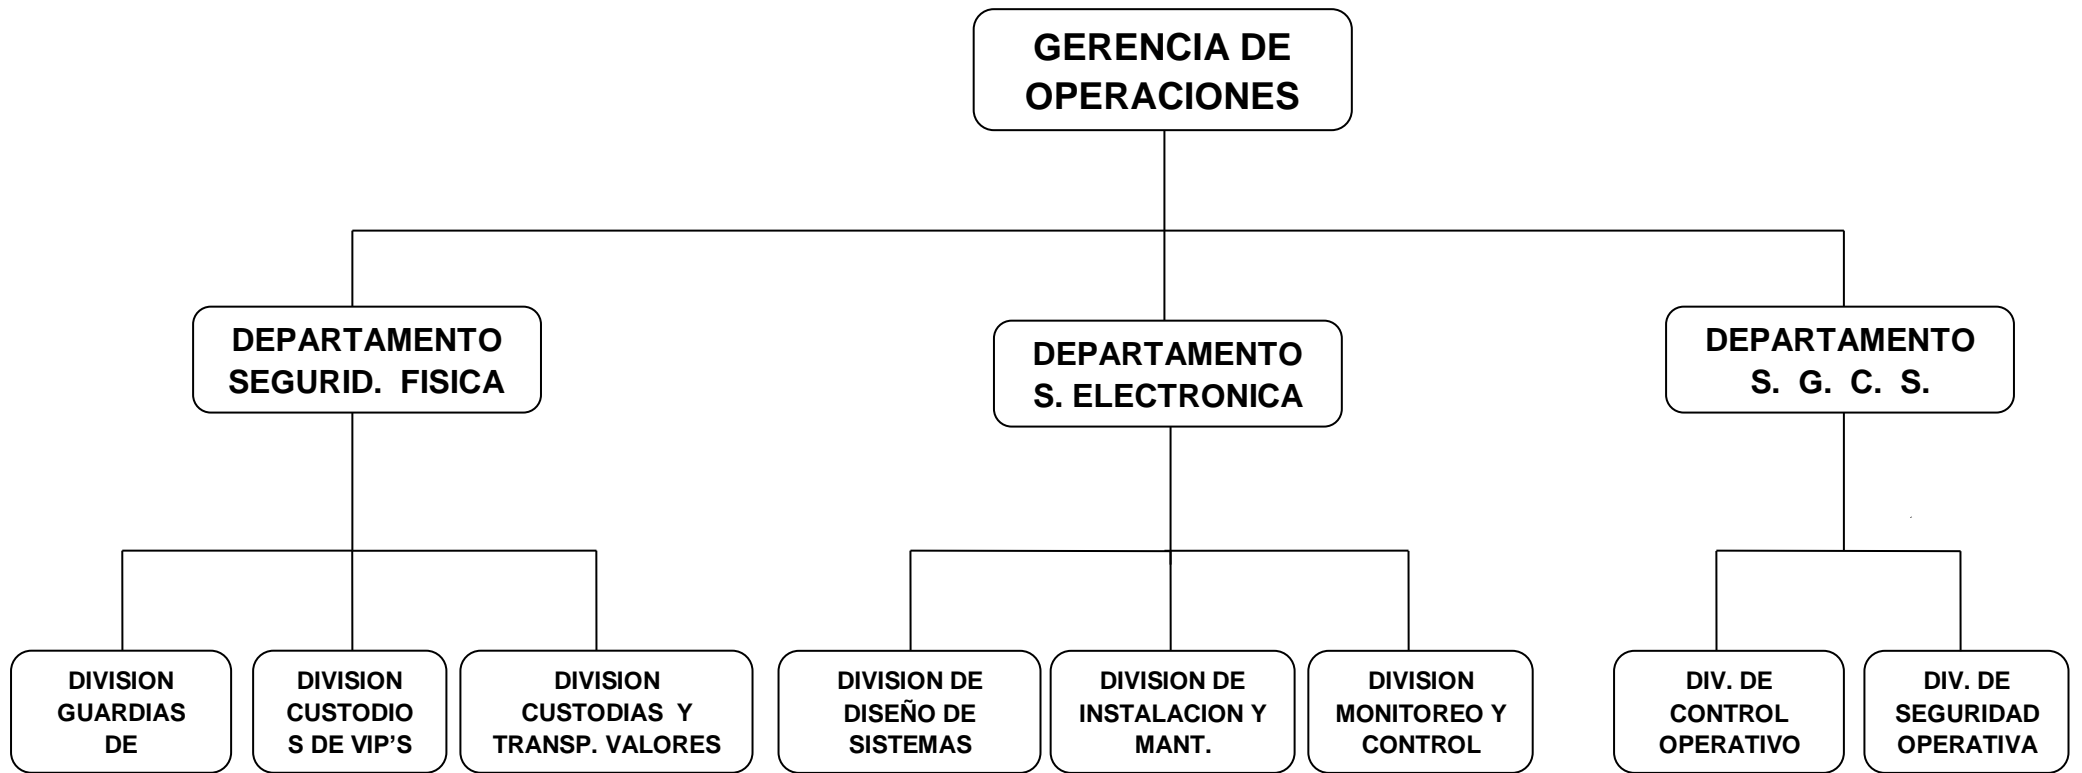 GERENCIA DE
OPERACIONES
DEPARTAMENTO
SEGURID. FISICA
DEPARTAMENTO
S. ELECTRONICA
DEPARTAMENTO
S. G. C. S.
DIVISION
GUARDIAS
DE
DIVISION
CUSTODIO
S DE VIP'S
DIVISION
CUSTODIAS Y
TRANSP. VALORES
DIVISION DE
DISEÑO DE
SISTEMAS
DIVISION DE
INSTALACION Y
MANT.
DIVISION
MONITOREO Y
CONTROL
DIV. DE
CONTROL
OPERATIVO
DIV. DE
SEGURIDAD
OPERATIVA